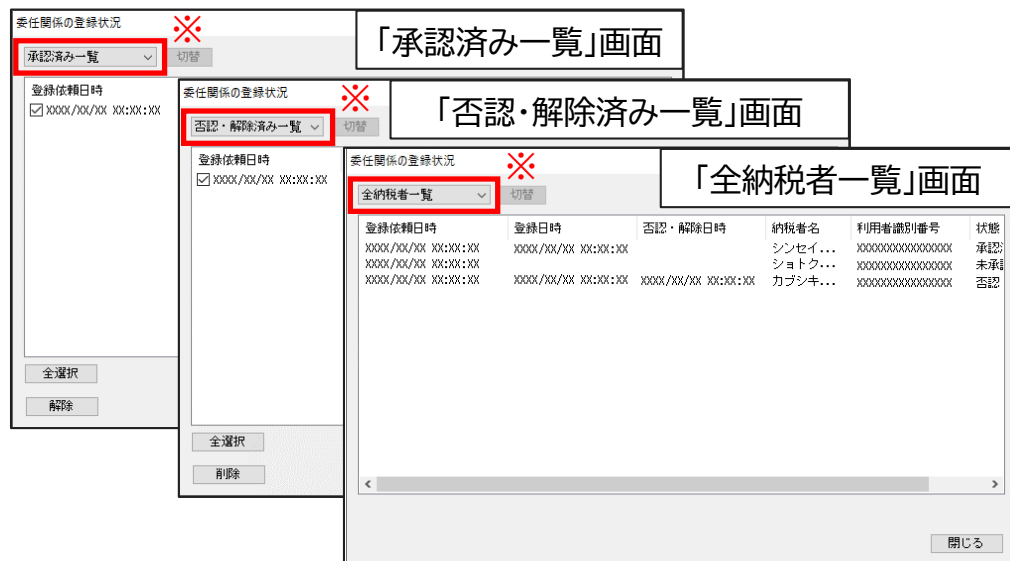 委任関係の登録状況
※
「承認済み一覧」画面
承認済み一覧
切替
登録依頼日時
XXXX/XX/XX XX:XX:XX
全選択
解除
委任関係の登録状況
※
「否認・解除済み一覧」画面
否認・解除済み一覧
切替
登録依頼日時
XXXX/XX/XX XX:XX:XX
全選択
削除
委任関係の登録状況
※
「全納税者一覧」画面
全納税者一覧
切替
登録依頼日時 登録日時 否認・解除日時 納税者名 利用者識別番号 状態
XXXX/XX/XX XX:XX:XX XXXX/XX/XX XX:XX:XX シンセイ... XXXXXXXXXXXXXXXX 承認
XXXX/XX/XX XX:XX:XX ショトク... XXXXXXXXXXXXXXXX 未承
XXXX/XX/XX XX:XX:XX XXXX/XX/XX XX:XX:XX XXXX/XX/XX XX:XX:XX カブシキ... XXXXXXXXXXXXXXXX 否認
閉じる